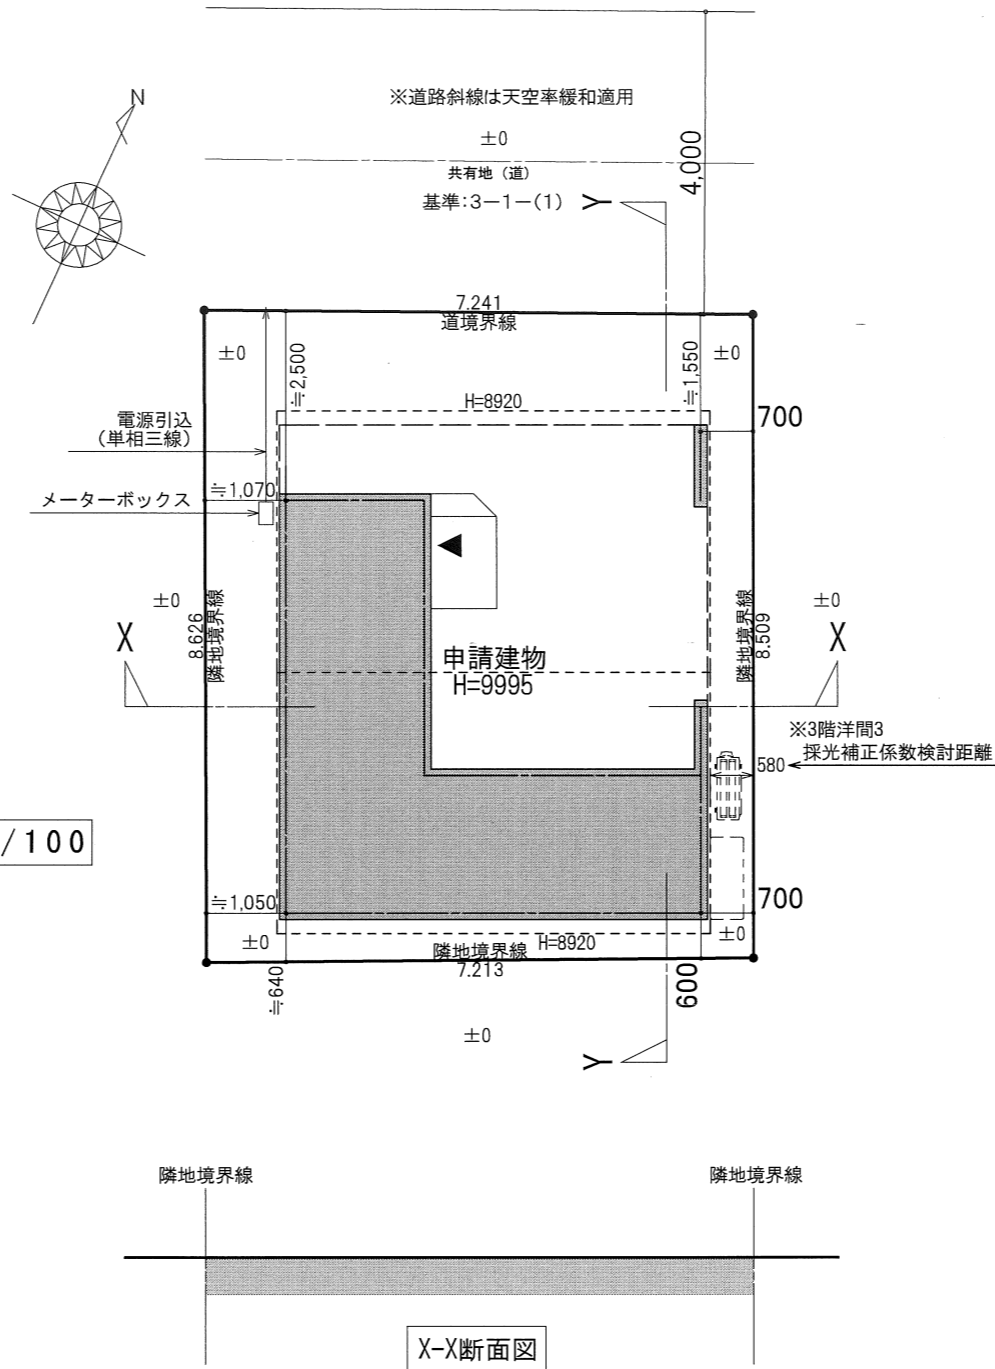 N
※道路斜線は天空率緩和適用
±0
4,000
共有地（道）
基準:3－1－(1)
Y
7.241
道境界線
±0
≒2,500
≒1,550
±0
H=8920
700
電源引込
（単相三線）
≒1,070
メーターボックス
±0
8.626
隣地境界線
隣地境界線
8.509
±0
X
X
申請建物
H=9995
※3階洋間3
採光補正係数検討距離
580
/100
≒1,050
700
±0
隣地境界線
H=8920
±0
7.213
≒640
600
±0
Y
隣地境界線
隣地境界線
X-X断面図